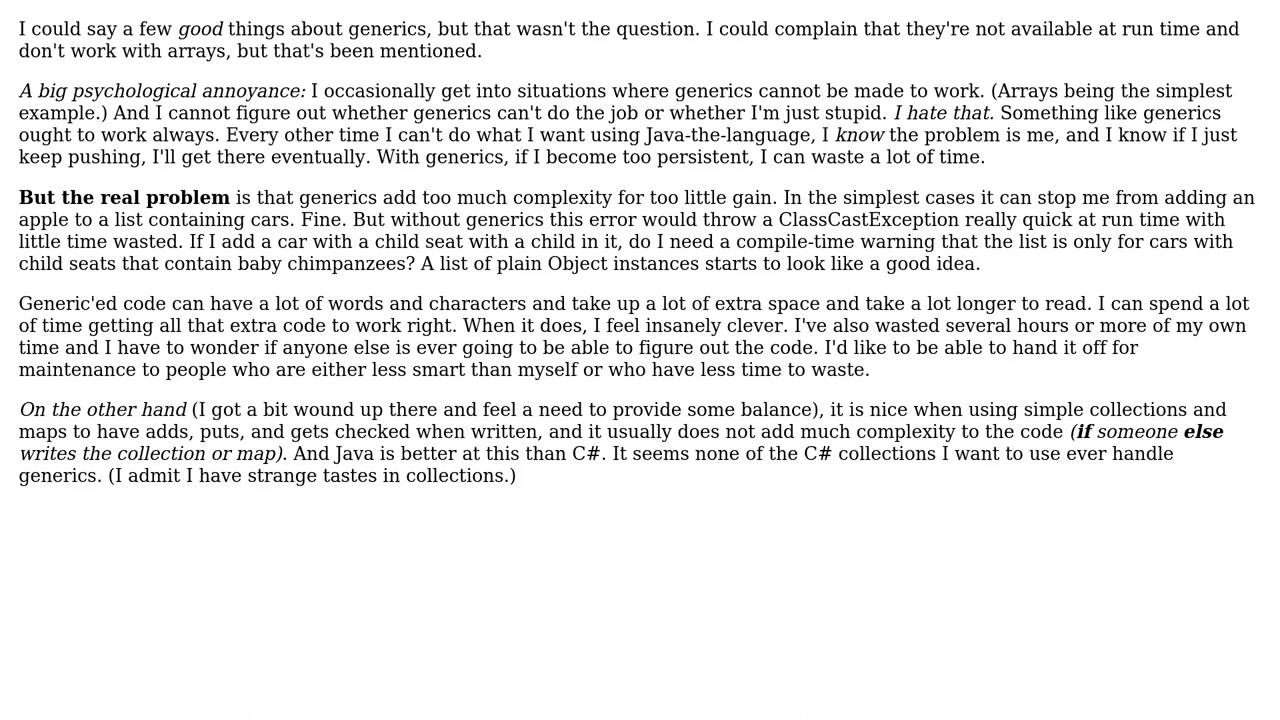 I could say a few good things about generics, but that wasn't the question. I could complain that they're not available at run time and
don't work with arrays, but that's been mentioned.
A big psychological annoyance: I occasionally get into situations where generics cannot be made to work. (Arrays being the simplest
example.) And I cannot figure out whether generics can't do the job or whether I'm just stupid. I hate that. Something like generics
ought to work always. Every other time I can't do what I want using Java-the-language, I know the problem is me, and I know if I just
keep pushing, I'll get there eventually. With generics, if I become too persistent, I can waste a lot of time.
But the real problem is that generics add too much complexity for too little gain. In the simplest cases it can stop me from adding an
apple to a list containing cars. Fine. But without generics this error would throw a ClassCastException really quick at run time with
little time wasted. If I add a car with a child seat with a child in it, do I need a compile-time warning that the list is only for cars with
child seats that contain baby chimpanzees? A list of plain Object instances starts to look like a good idea.
Generic'ed code can have a lot of words and characters and take up a lot of extra space and take a lot longer to read. I can spend a lot
of time getting all that extra code to work right. When it does, I feel insanely clever. I've also wasted several hours or more of my own
time and I have to wonder if anyone else is ever going to be able to figure out the code. I'd like to be able to hand it off for
maintenance to people who are either less smart than myself or who have less time to waste.
On the other hand (I got a bit wound up there and feel a need to provide some balance), it is nice when using simple collections and
maps to have adds, puts, and gets checked when written, and it usually does not add much complexity to the code (if someone else
writes the collection or map). And Java is better at this than C#. It seems none of the C# collections I want to use ever handle
generics. (I admit I have strange tastes in collections.)